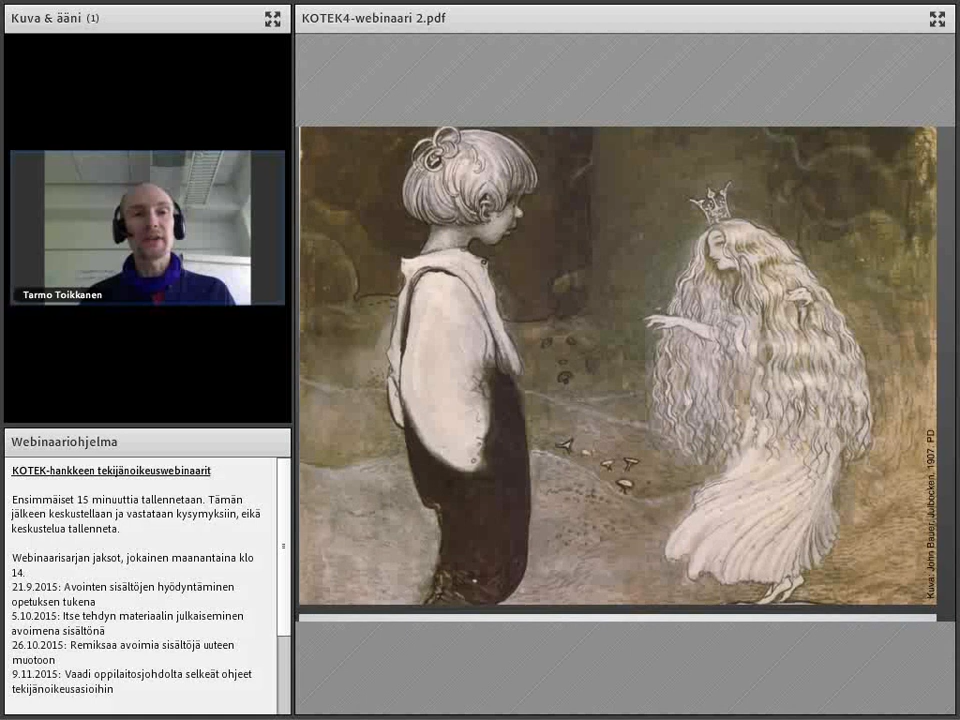 Kuva & ääni (1)
Tarmo Toikkanen
Webinaariohjelma
KOTEK-hankkeen tekijänoikeuswebinaarit
Ensimmäiset 15 minuuttia tallennetaan. Tämän
jälkeen keskustellaan ja vastataan kysymyksiin, eikä
keskustelua tallenneta.
Webinaarisarjan jaksot, jokainen maanantaina klo
14.
21.9.2015: Avointen sisältöjen hyödyntäminen
opetuksen tukena
5.10.2015: Itse tehdyn materiaalin julkaiseminen
avoimena sisältönä
26.10.2015: Remiksaa avoimia sisältöjä uuteen
muotoon
9.11.2015: Vaadi oppilaitosjohdolta selkeät ohjeet
tekijänoikeusasioihin
KOTEK4-webinaari 2.pdf
Kuva: John Bauer, Julbocken, 1907. PD